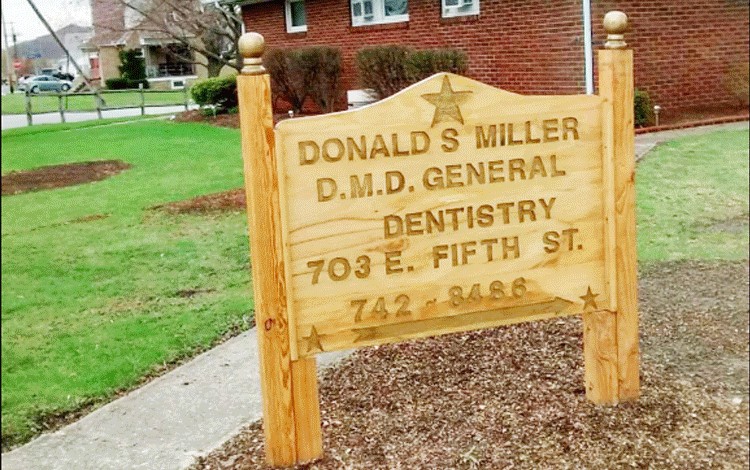 DONALD S MILLER
D.M.D. GENERAL
DENTISTRY
703 E. FIFTH ST.
742-8486